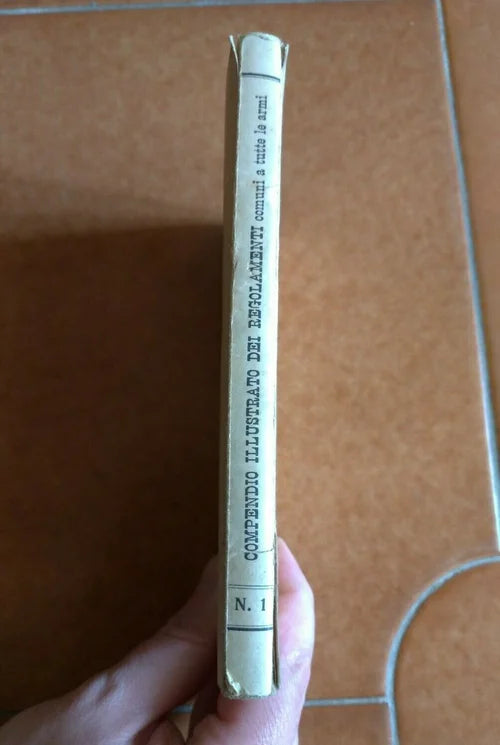 COMPENDIO ILLUSTRATO DEI REGOLAMENTI comuni a tutte le armi
N. 1